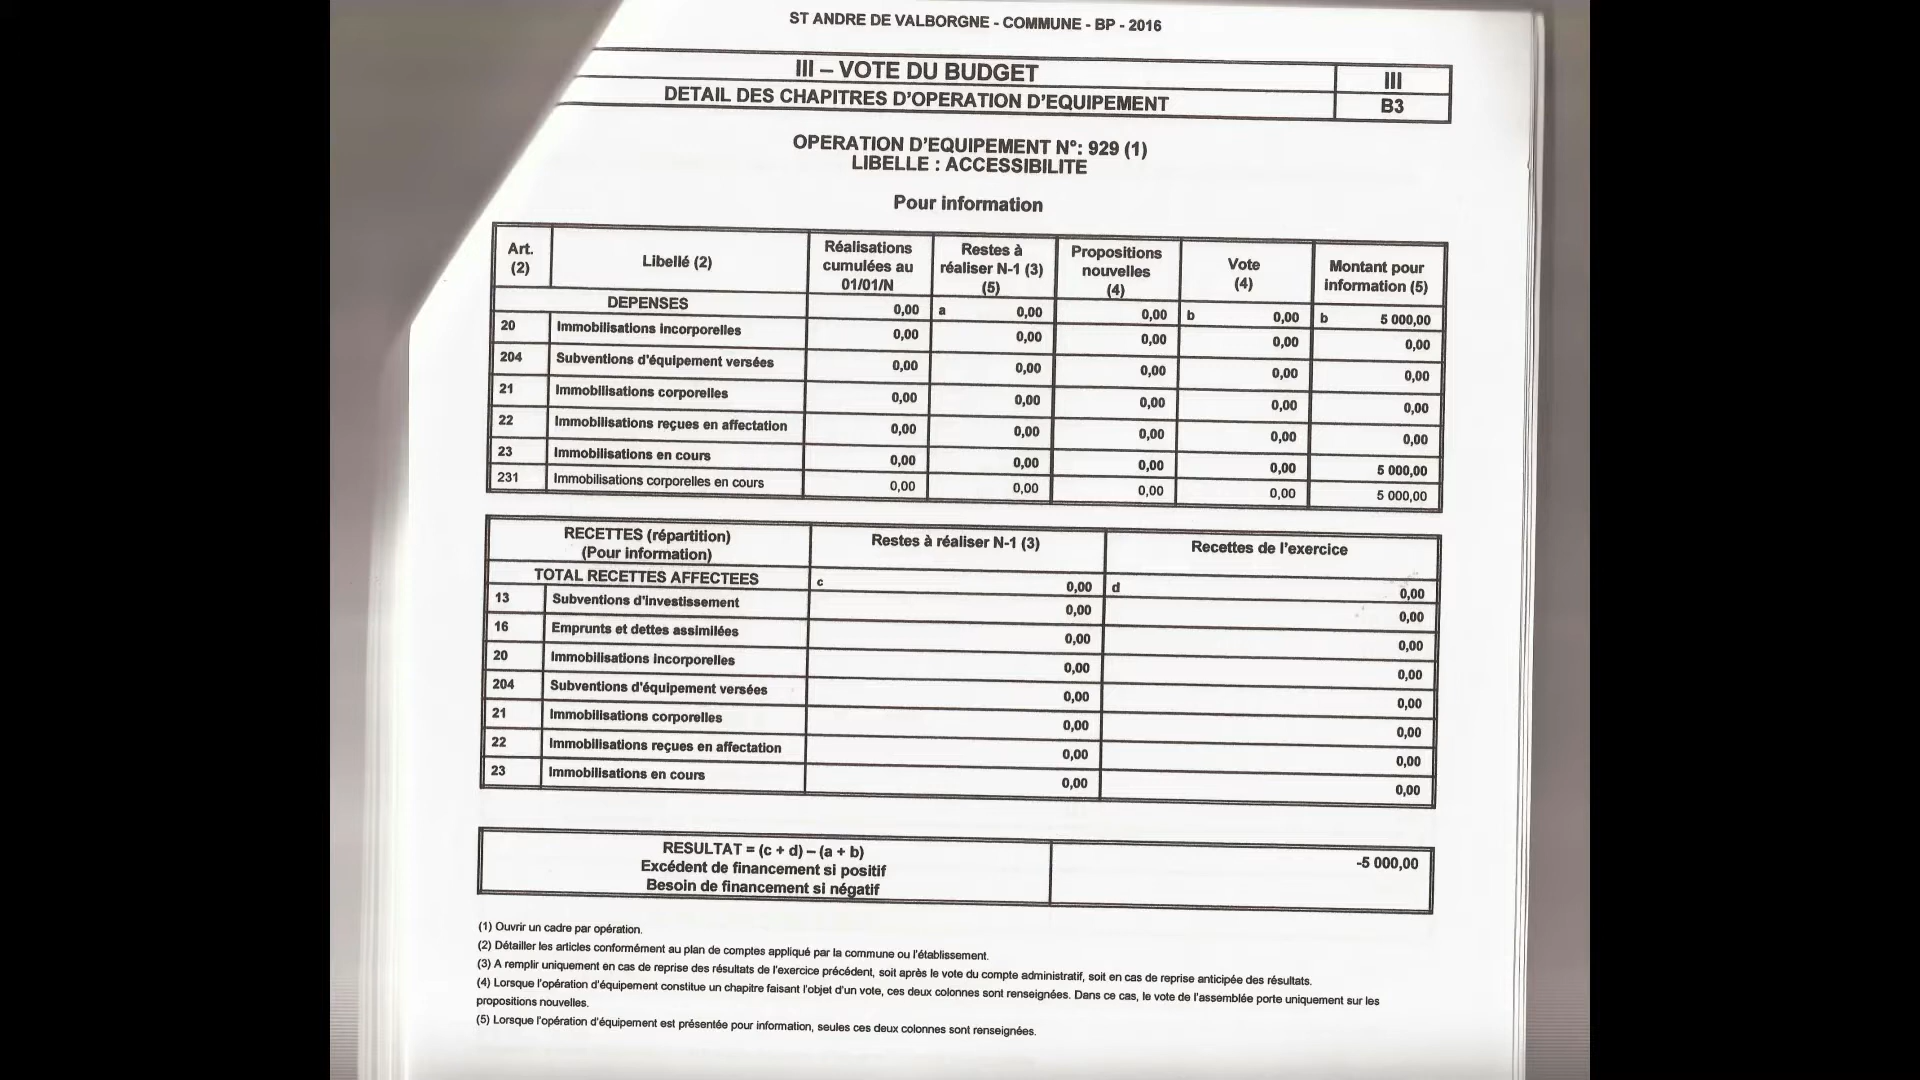 ST ANDRE DE VALBORGNE - COMMUNE - BP - 2016
III – VOTE DU BUDGET III
DETAIL DES CHAPITRES D'OPERATION D'EQUIPEMENT B3
OPERATION D'EQUIPEMENT N°: 929 (1)
LIBELLE : ACCESSIBILITE
Pour information
Art. (2) Libellé (2) Réalisations cumulées au 01/01/N Restes à réaliser N-1 (3) (5) Propositions nouvelles (4) Vote (4) Montant pour information (5)
DEPENSES 0,00 a 0,00 0,00 b 0,00 b 5 000,00
20 Immobilisations incorporelles 0,00 0,00 0,00 0,00 0,00
204 Subventions d'équipement versées 0,00 0,00 0,00 0,00 0,00
21 Immobilisations corporelles 0,00 0,00 0,00 0,00 0,00
22 Immobilisations reçues en affectation 0,00 0,00 0,00 0,00 0,00
23 Immobilisations en cours 0,00 0,00 0,00 0,00 5 000,00
231 Immobilisations corporelles en cours 0,00 0,00 0,00 0,00 5 000,00
RECETTES (répartition) (Pour information) Restes à réaliser N-1 (3) Recettes de l'exercice
TOTAL RECETTES AFFECTEES c 0,00 d 0,00
13 Subventions d'investissement 0,00 0,00
16 Emprunts et dettes assimilées 0,00 0,00
20 Immobilisations incorporelles 0,00 0,00
204 Subventions d'équipement versées 0,00 0,00
21 Immobilisations corporelles 0,00 0,00
22 Immobilisations reçues en affectation 0,00 0,00
23 Immobilisations en cours 0,00 0,00
RESULTAT = (c + d) – (a + b) -5 000,00
Excédent de financement si positif
Besoin de financement si négatif
(1) Ouvrir un cadre par opération.
(2) Détailler les articles conformément au plan de comptes appliqué par la commune ou l'établissement.
(3) A remplir uniquement en cas de reprise des résultats de l'exercice précédent, soit après le vote du compte administratif, soit en cas de reprise anticipée des résultats.
(4) Lorsque l'opération d'équipement constitue un chapitre faisant l'objet d'un vote, ces deux colonnes sont renseignées. Dans ce cas, le vote de l'assemblée porte uniquement sur les
propositions nouvelles.
(5) Lorsque l'opération d'équipement est présentée pour information, seules ces deux colonnes sont renseignées.